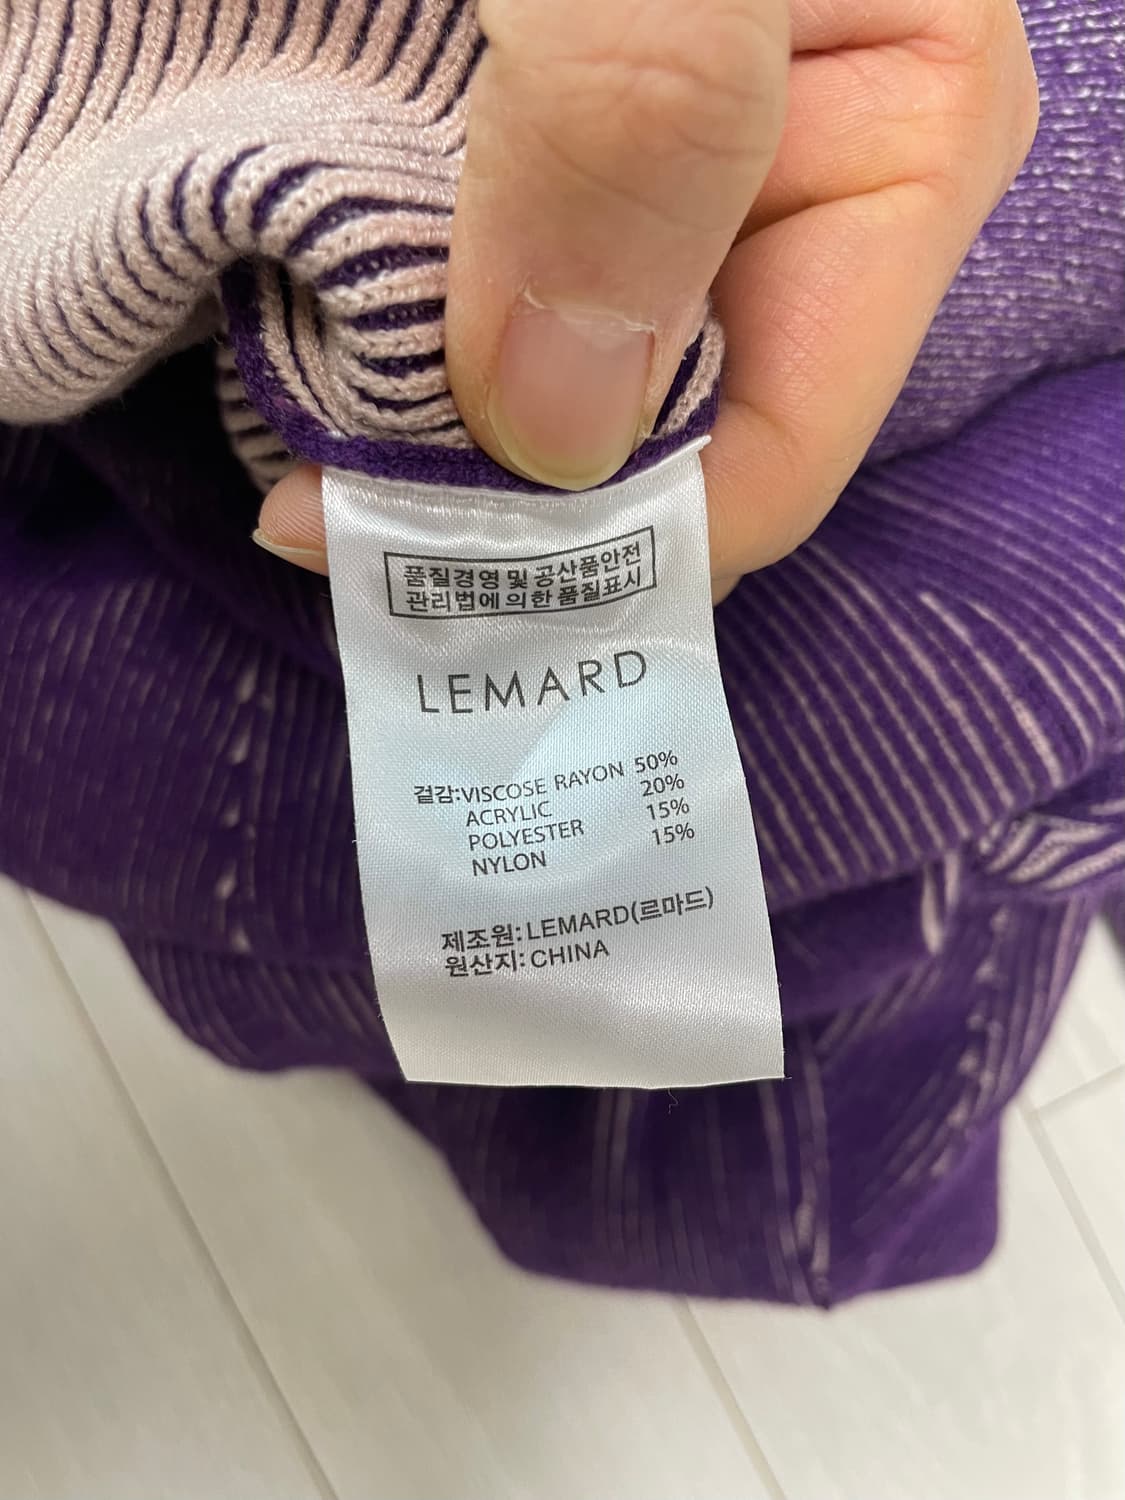 품질경영 및 공산품안전
관리법에 의한 품질표시
LEMARD
겉감:VISCOSE RAYON 50%
ACRYLIC 20%
POLYESTER 15%
NYLON 15%
제조원:LEMARD(르마드)
원산지:CHINA